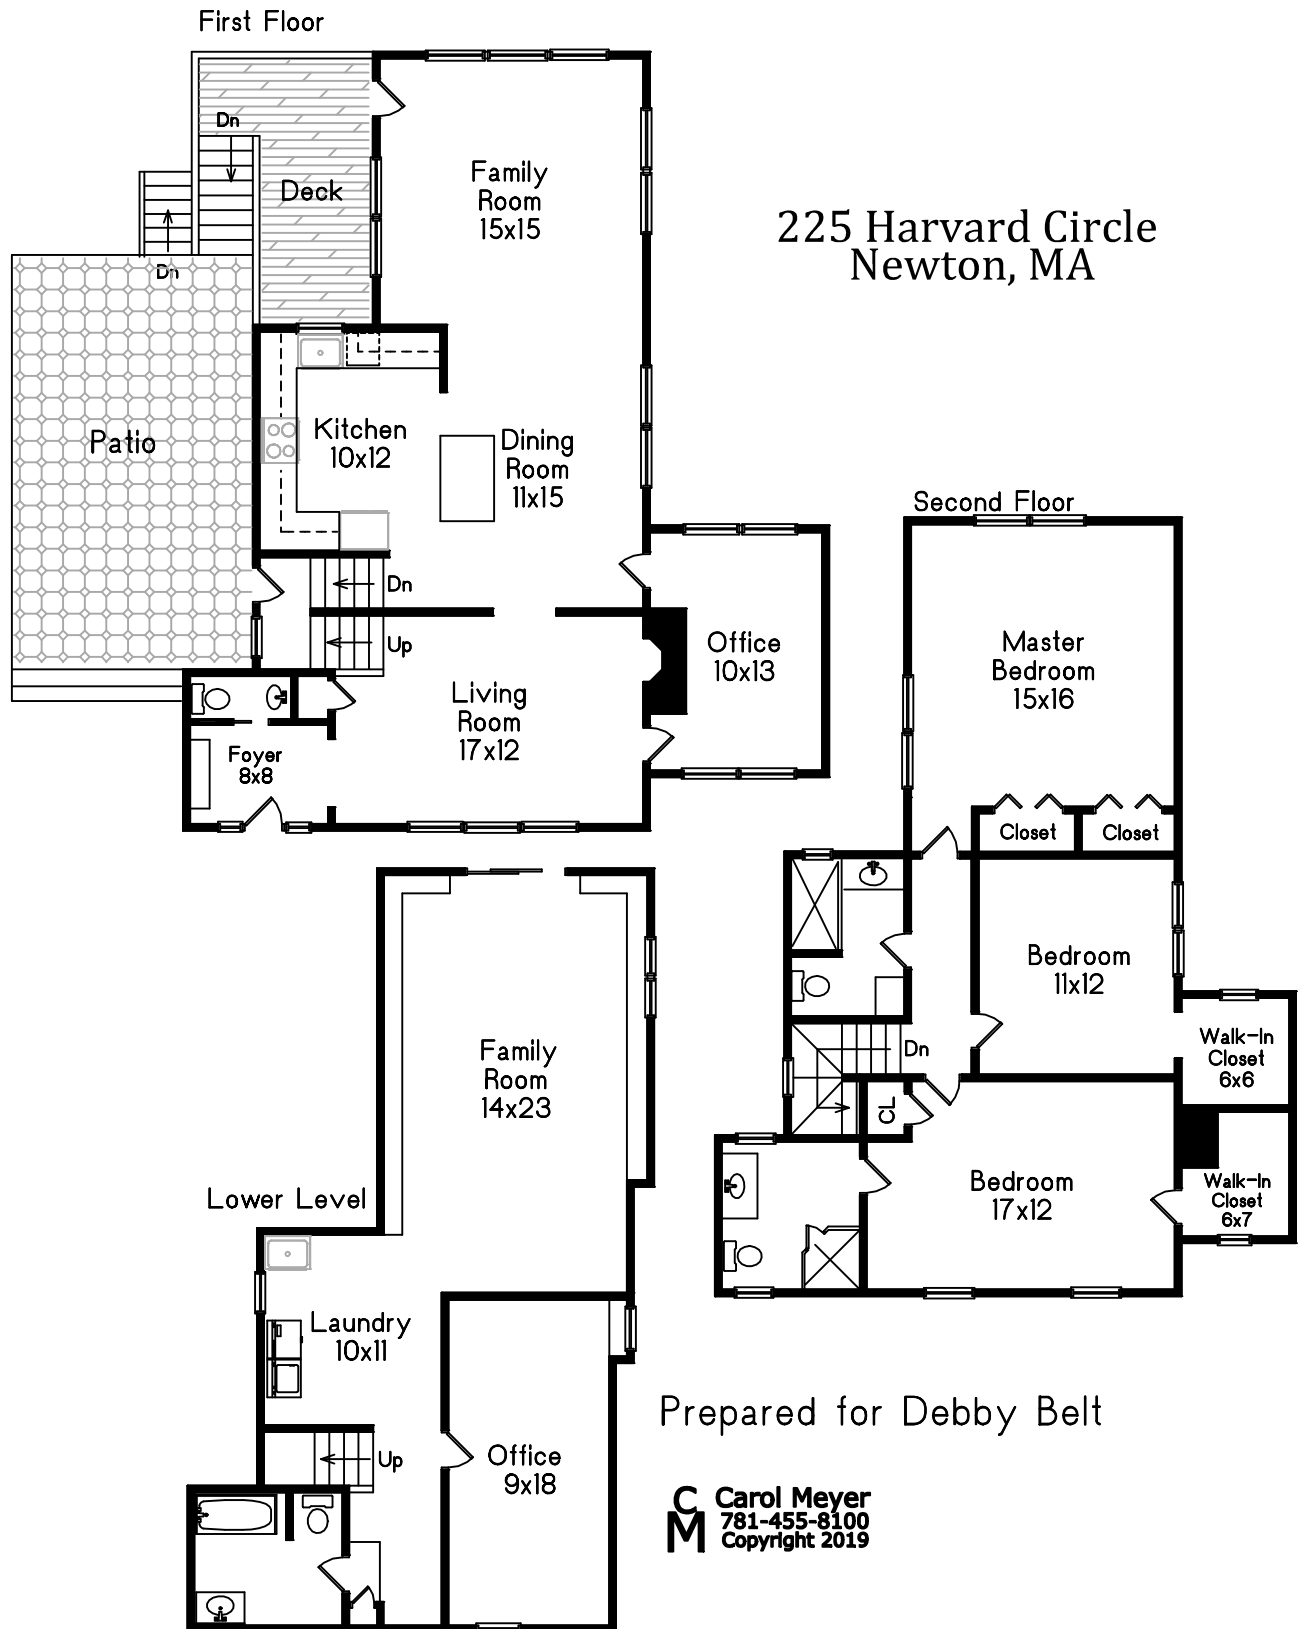 First Floor
Dn
Deck
Family
Room
15x15
225 Harvard Circle
Newton, MA
Dn
Patio
Kitchen
10x12
Dining
Room
11x15
Dn
Up
Office
10x13
Living
Room
17x12
Foyer
8x8
Second Floor
Master
Bedroom
15x16
Closet
Closet
Bedroom
11x12
Walk-In
Closet
6x6
Dn
CL
Bedroom
17x12
Walk-In
Closet
6x7
Family
Room
14x23
Lower Level
Laundry
10x11
Up
Office
9x18
Prepared for Debby Belt
CM
Carol Meyer
781-455-8100
Copyright 2019